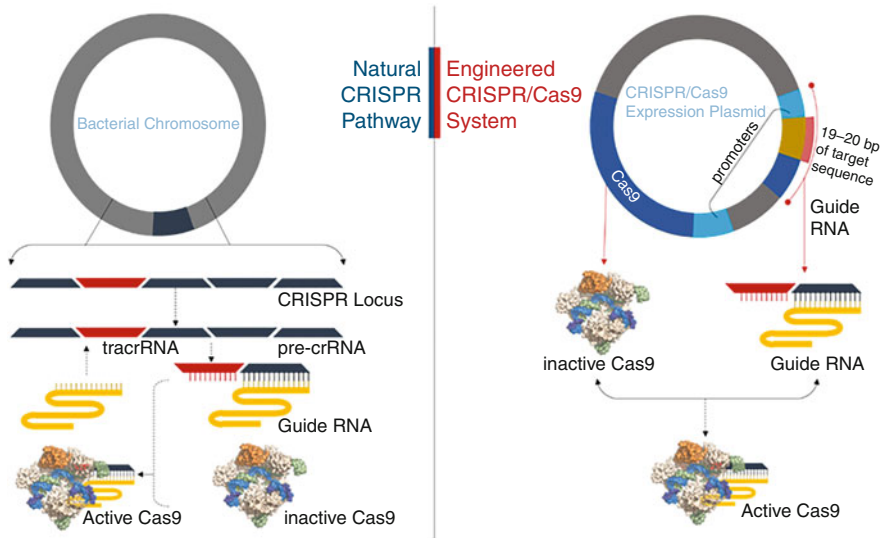 Natural
CRISPR
Pathway
Engineered
CRISPR/Cas9
System
Bacterial Chromosome
CRISPR Locus
tracrRNA
pre-crRNA
Guide RNA
Active Cas9
inactive Cas9
CRISPR/Cas9
Expression Plasmid
promoters
Cas9
19–20 bp
of target
sequence
Guide
RNA
inactive Cas9
Guide RNA
Active Cas9